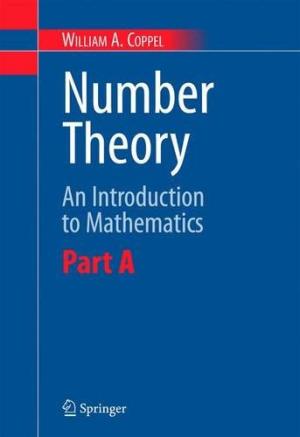 WILLIAM A. COPPEL
Number
Theory
An Introduction
to Mathematics
Part A
Springer